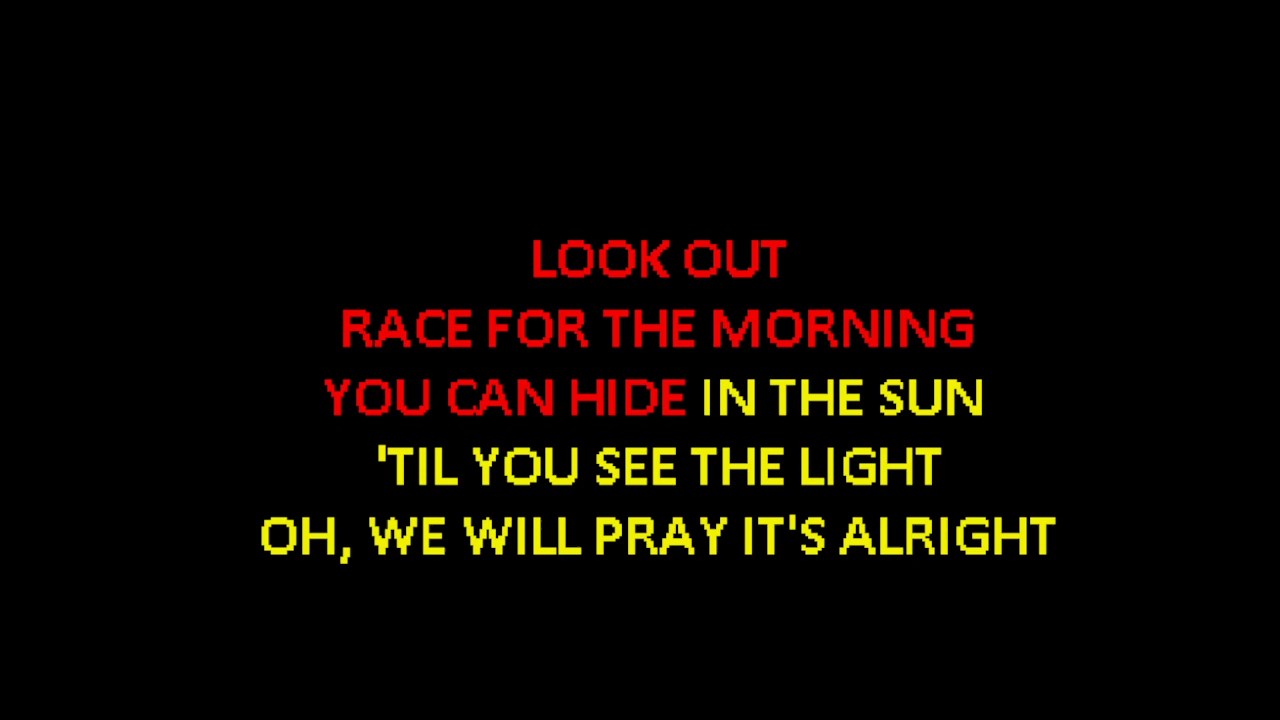 LOOK OUT
RACE FOR THE MORNING
YOU CAN HIDE IN THE SUN
'TIL YOU SEE THE LIGHT
OH, WE WILL PRAY IT'S ALRIGHT